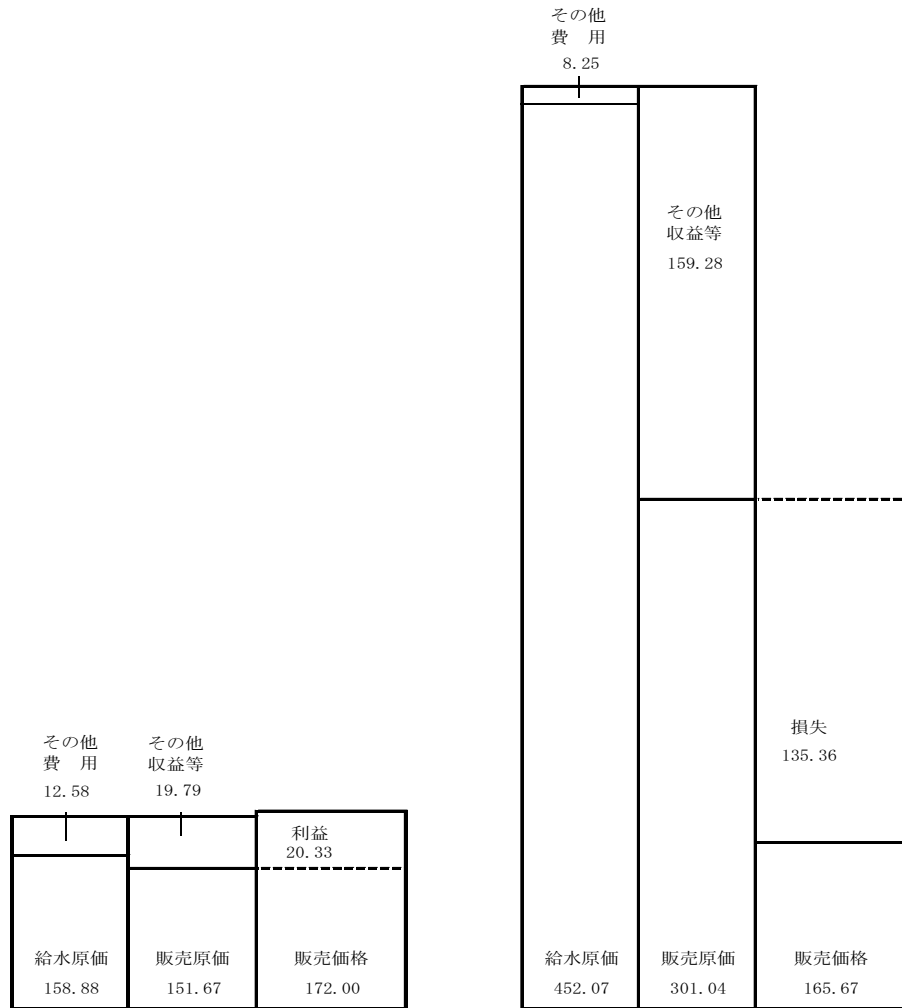 その他
費　用
8.25
その他
収益等
159.28
損失
135.36
給水原価
452.07
販売原価
301.04
販売価格
165.67
その他
費　用
12.58
その他
収益等
19.79
利益
20.33
給水原価
158.88
販売原価
151.67
販売価格
172.00